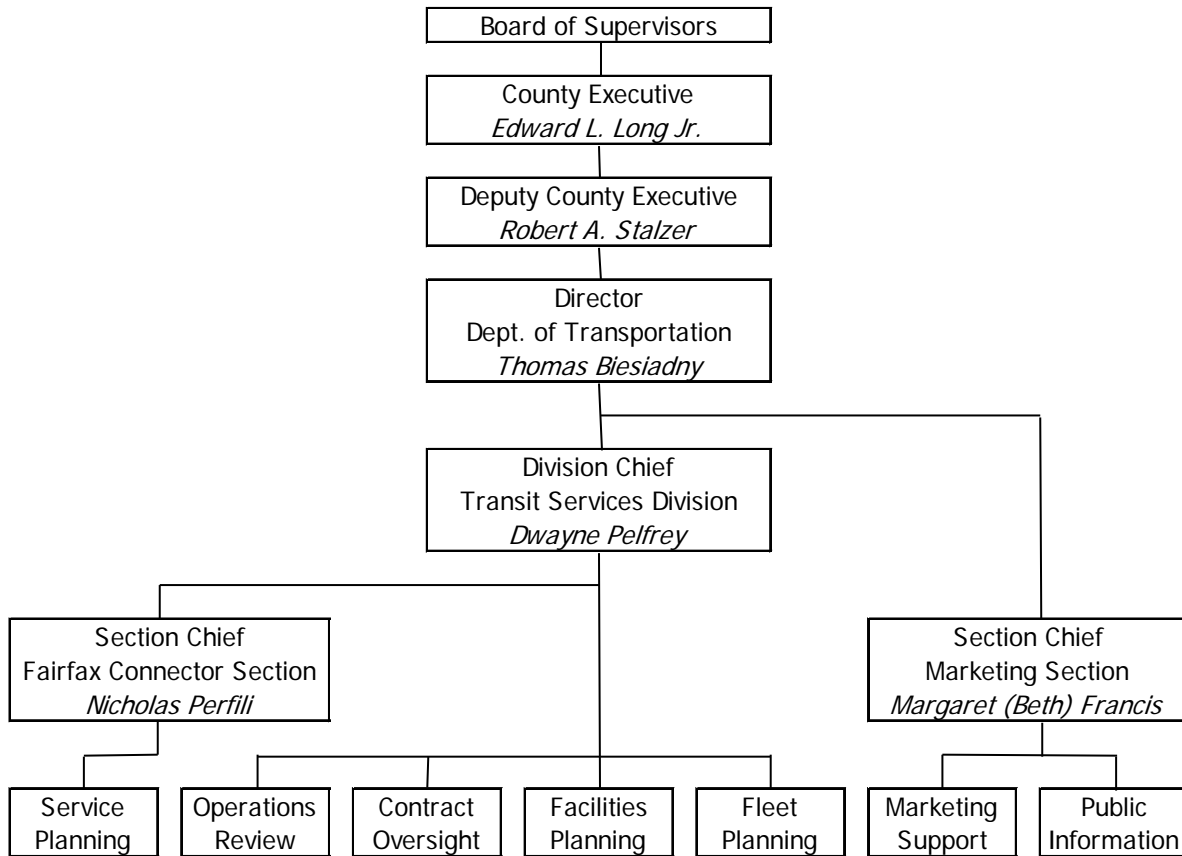 Board of Supervisors
County Executive
Edward L. Long Jr.
Deputy County Executive
Robert A. Stalzer
Director
Dept. of Transportation
Thomas Biesiadny
Division Chief
Transit Services Division
Dwayne Pelfrey
Section Chief
Fairfax Connector Section
Nicholas Perfili
Section Chief
Marketing Section
Margaret (Beth) Francis
Service
Planning
Operations
Review
Contract
Oversight
Facilities
Planning
Fleet
Planning
Marketing
Support
Public
Information